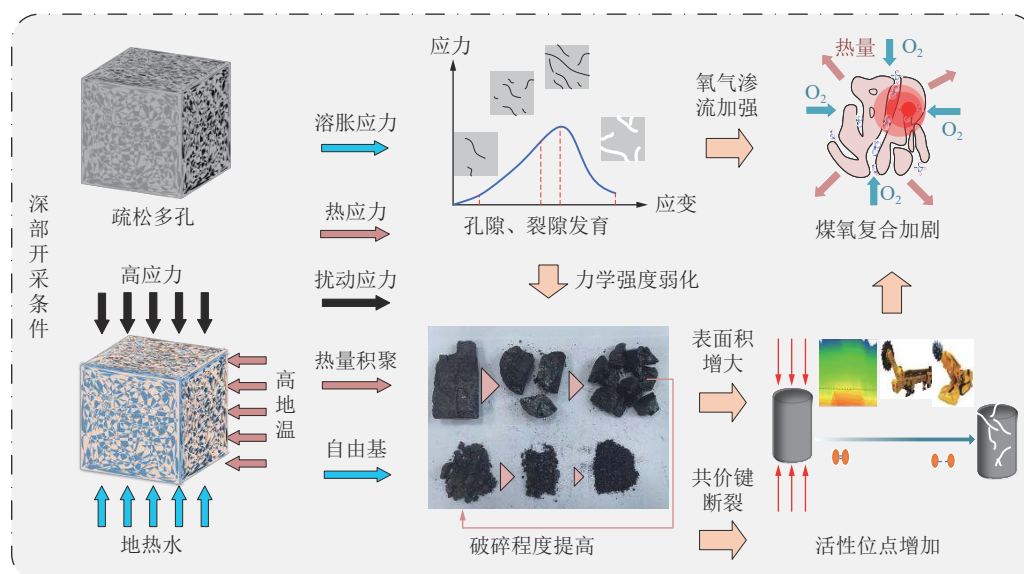 深部开采条件
疏松多孔
高应力
高地温
地热水
溶胀应力
热应力
扰动应力
热量积聚
自由基
应力
应变
孔隙、裂隙发育
力学强度弱化
破碎程度提高
氧气渗
流加强
热量
O₂
O₂
O₂
O₂
煤氧复合加剧
表面积
增大
共价键
断裂
活性位点增加